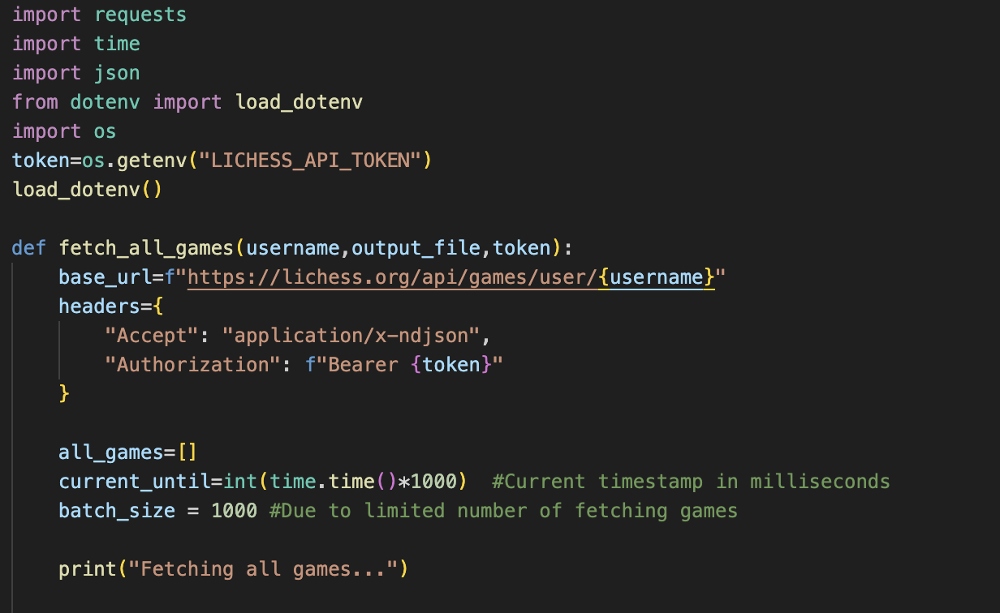 import requests
import time
import json
from dotenv import load_dotenv
import os
token=os.getenv("LICHESS_API_TOKEN")
load_dotenv()

def fetch_all_games(username,output_file,token):
    base_url=f"https://lichess.org/api/games/user/{username}"
    headers={
        "Accept": "application/x-ndjson",
        "Authorization": f"Bearer {token}"
    }

    all_games=[]
    current_until=int(time.time()*1000)  #Current timestamp in milliseconds
    batch_size = 1000 #Due to limited number of fetching games

    print("Fetching all games...")